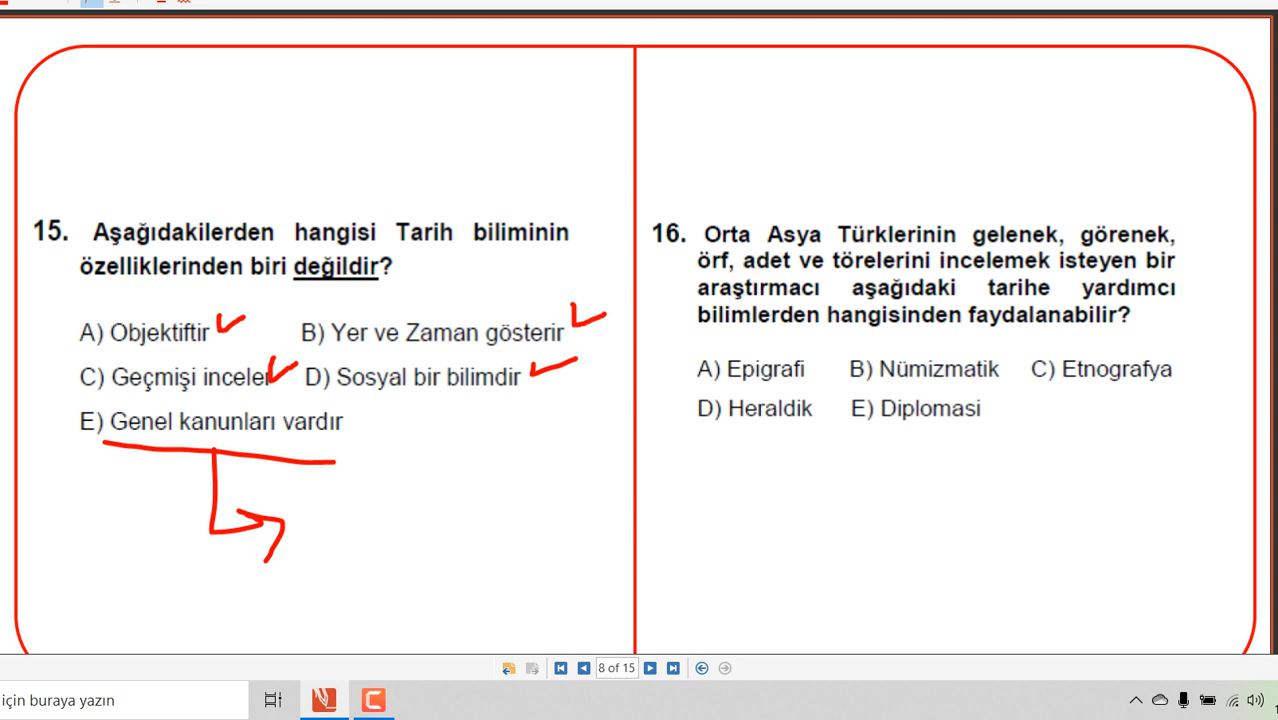 15. Aşağıdakilerden hangisi Tarih biliminin
özelliklerinden biri değildir?
A) Objektiftir B) Yer ve Zaman gösterir
C) Geçmişi inceler D) Sosyal bir bilimdir
E) Genel kanunları vardır
16. Orta Asya Türklerinin gelenek, görenek,
örf, adet ve törelerini incelemek isteyen bir
araştırmacı aşağıdaki tarihe yardımcı
bilimlerden hangisinden faydalanabilir?
A) Epigrafi B) Nümizmatik C) Etnografya
D) Heraldik E) Diplomasi
8 of 15
için buraya yazın